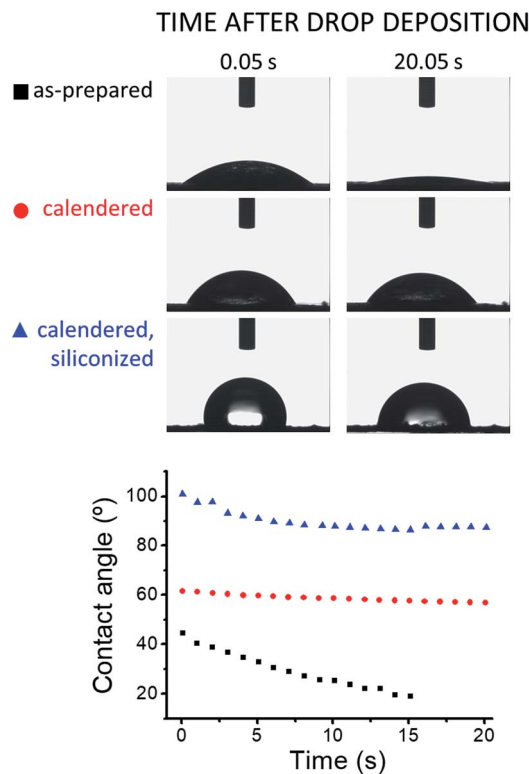 TIME AFTER DROP DEPOSITION
0.05 s 20.05 s
as-prepared
calendered
calendered,
siliconized
100
80
60
40
20
Contact angle (º)
0 5 10 15 20
Time (s)